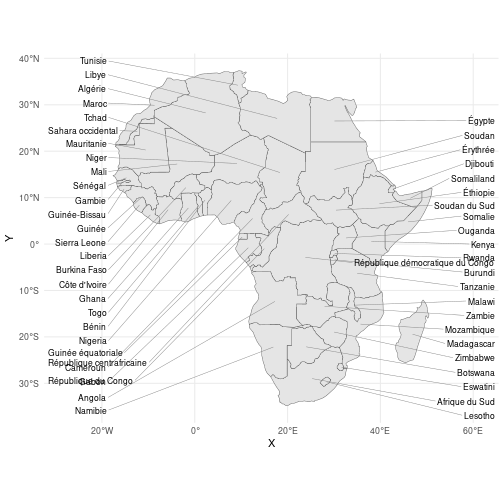 40°N
30°N
20°N
10°N
0°
10°S
20°S
30°S
Y
Tunisie
Libye
Algérie
Maroc
Tchad
Sahara occidental
Mauritanie
Niger
Mali
Sénégal
Gambie
Guinée-Bissau
Guinée
Sierra Leone
Liberia
Burkina Faso
Côte d'Ivoire
Ghana
Togo
Bénin
Nigeria
Guinée équatoriale
République centrafricaine
Cameroun
République du Congo
Gabon
Angola
Namibie
Égypte
Soudan
Érythrée
Djibouti
Somaliland
Éthiopie
Soudan du Sud
Somalie
Ouganda
Kenya
Rwanda
République démocratique du Congo
Burundi
Tanzanie
Malawi
Zambie
Mozambique
Madagascar
Zimbabwe
Botswana
Eswatini
Afrique du Sud
Lesotho
20°W
0°
20°E
40°E
60°E
X